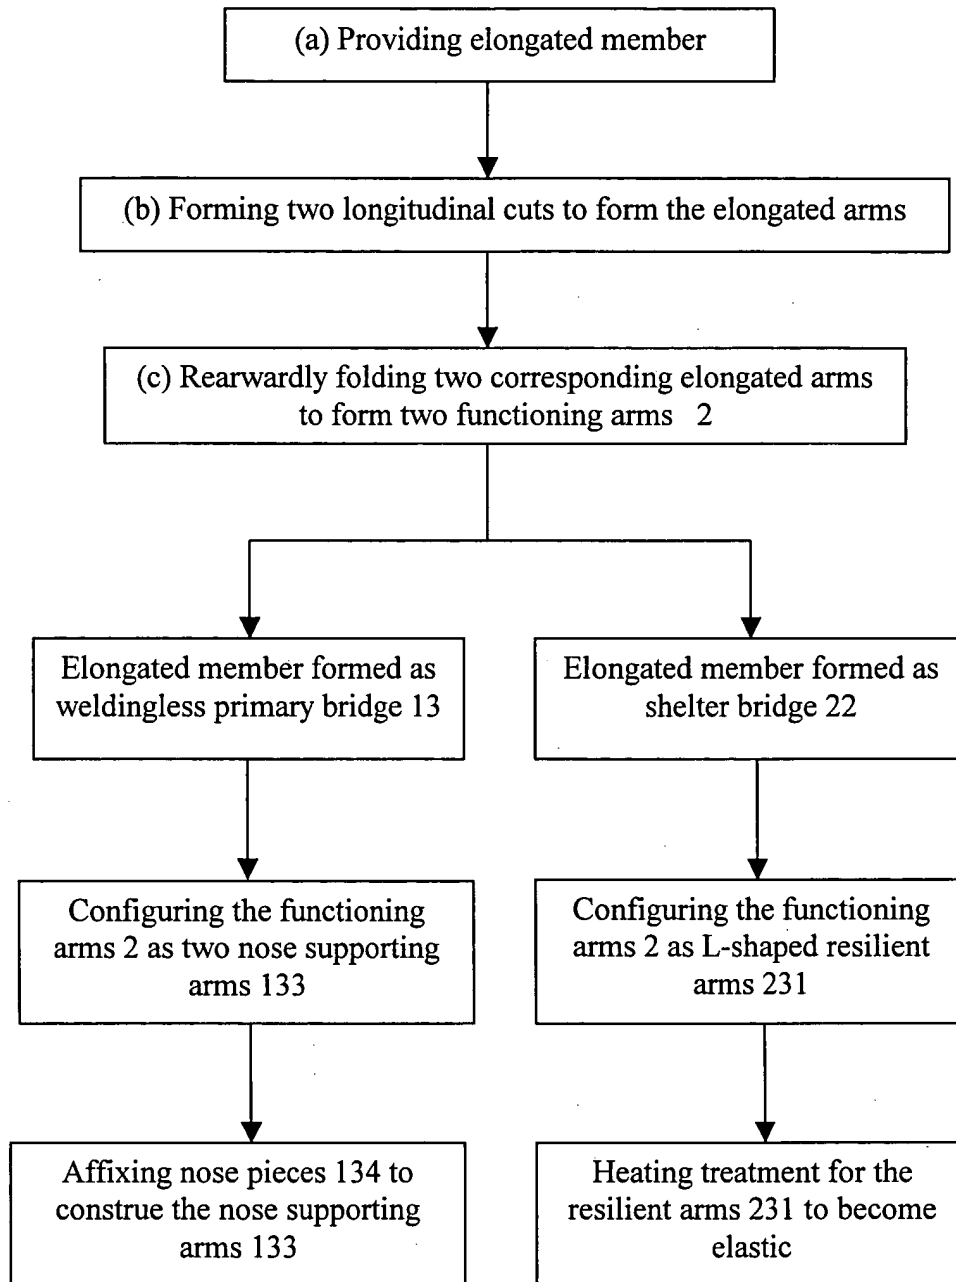 (a) Providing elongated member
(b) Forming two longitudinal cuts to form the elongated arms
(c) Rearwardly folding two corresponding elongated arms
to form two functioning arms 2
Elongated member formed as
weldingless primary bridge 13
Elongated member formed as
shelter bridge 22
Configuring the functioning
arms 2 as two nose supporting
arms 133
Configuring the functioning
arms 2 as L-shaped resilient
arms 231
Affixing nose pieces 134 to
construe the nose supporting
arms 133
Heating treatment for the
resilient arms 231 to become
elastic